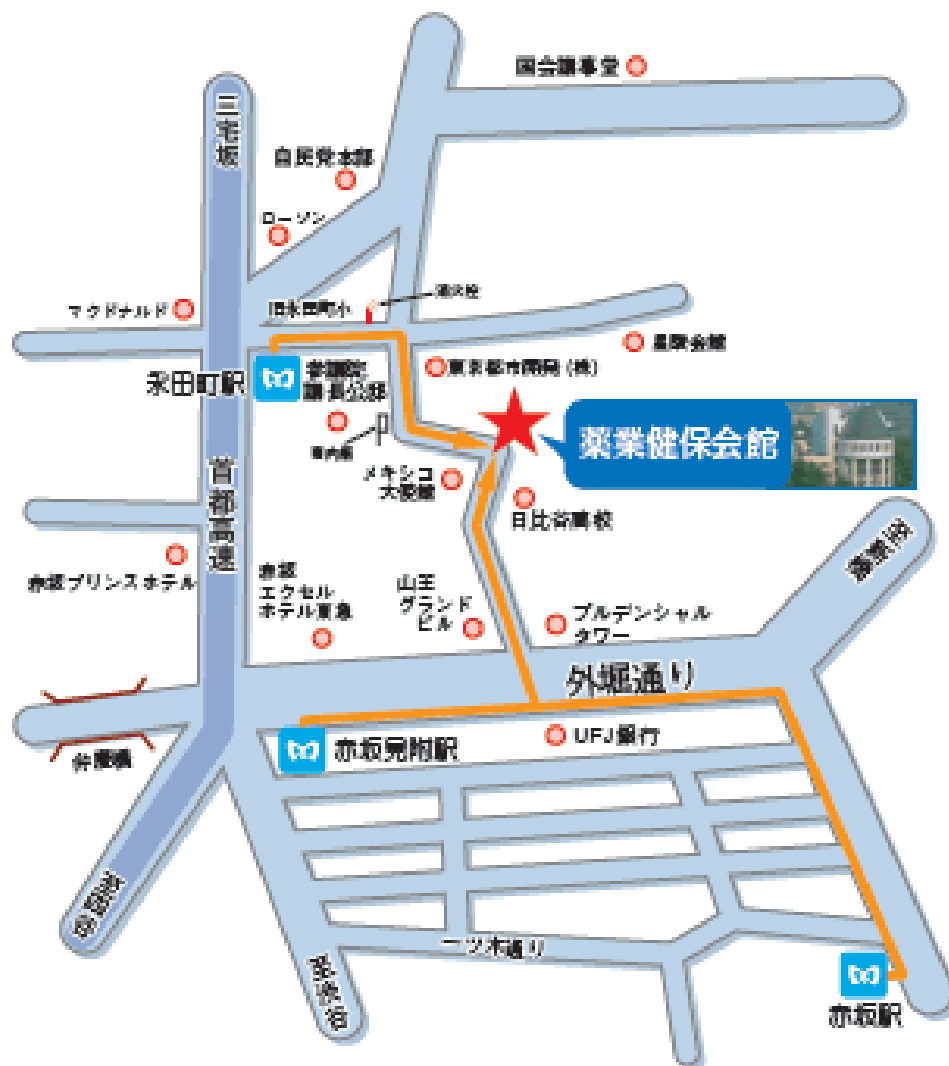 国会議事堂
三宅坂
自民党本部
ローソン
消火栓
マクドナルド
旧永田町小
星陵会館
永田町駅
参議院
議長公邸
東京都市開発(株)
案内板
薬業健保会館
メキシコ
大使館
首都高速
日比谷高校
赤坂プリンスホテル
赤坂
エクセル
ホテル東急
山王
グランド
ビル
プルデンシャル
タワー
外堀通り
弁慶橋
赤坂見附駅
UFJ銀行
一ツ木通り
赤坂駅